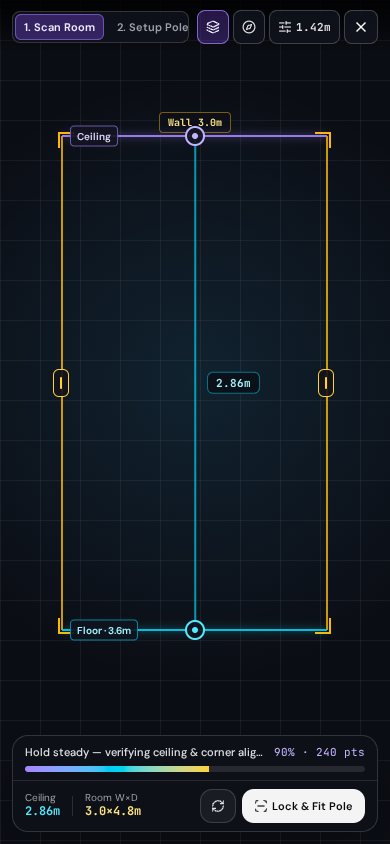 1. Scan Room
2. Setup Pole
1.42m
Wall 3.0m
Ceiling
2.86m
Floor·3.6m
Hold steady — verifying ceiling & corner alig…
90% · 240 pts
Ceiling
2.86m
Room W×D
3.0×4.8m
Lock & Fit Pole